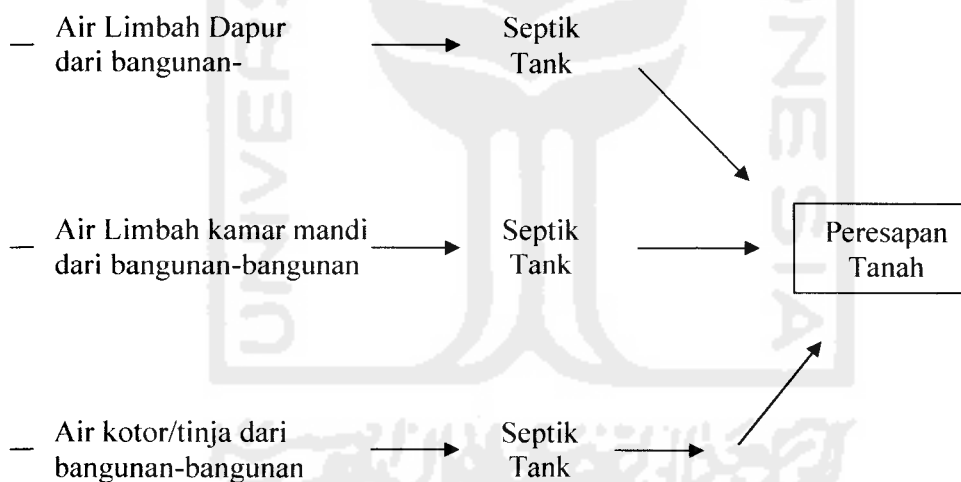 — Air Limbah Dapur
dari bangunan-
Septik
Tank
— Air Limbah kamar mandi
dari bangunan-bangunan
Septik
Tank
Peresapan
Tanah
— Air kotor/tinja dari
bangunan-bangunan
Septik
Tank